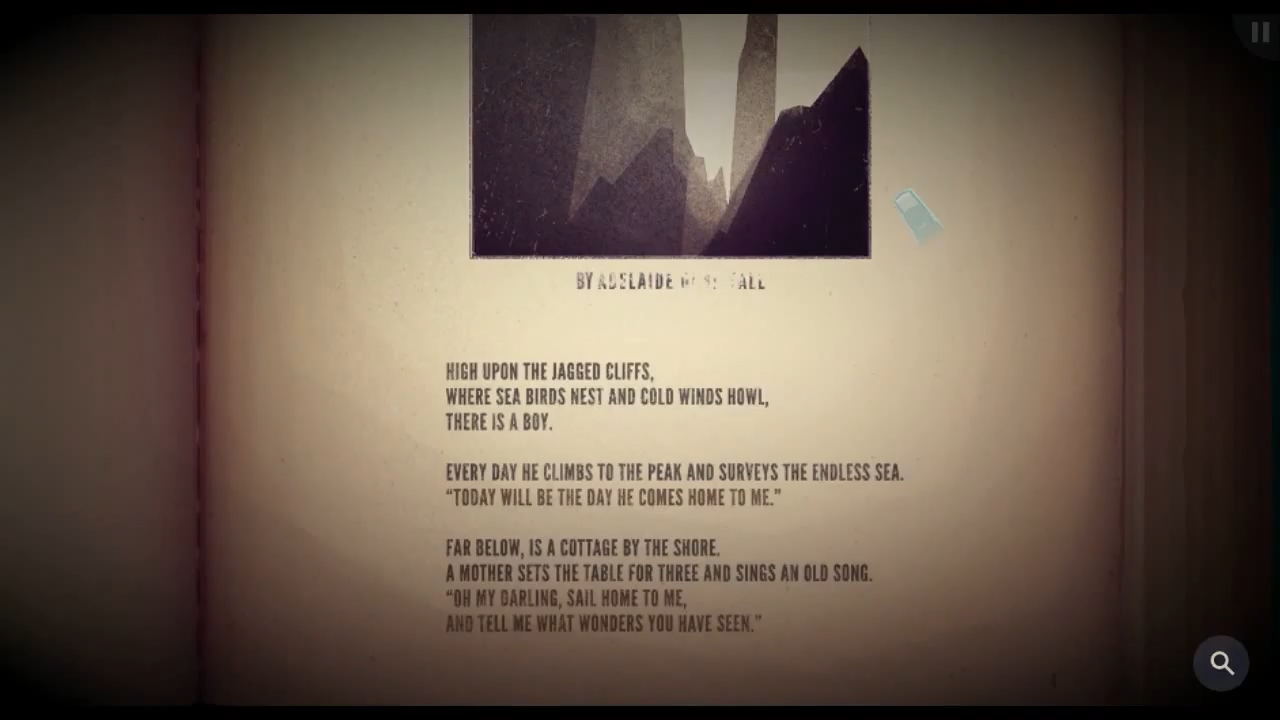 BY ADELAIDE
HIGH UPON THE JAGGED CLIFFS,
WHERE SEA BIRDS NEST AND COLD WINDS HOWL,
THERE IS A BOY.
EVERY DAY HE CLIMBS TO THE PEAK AND SURVEYS THE ENDLESS SEA.
“TODAY WILL BE THE DAY HE COMES HOME TO ME.”
FAR BELOW, IS A COTTAGE BY THE SHORE.
A MOTHER SETS THE TABLE FOR THREE AND SINGS AN OLD SONG.
“OH MY DARLING, SAIL HOME TO ME,
AND TELL ME WHAT WONDERS YOU HAVE SEEN.”